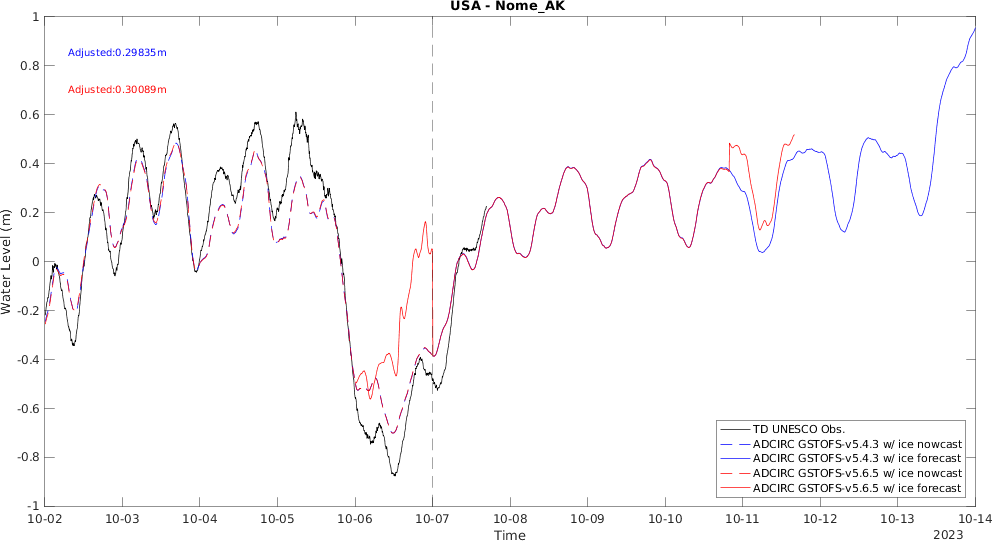 USA - Nome_AK
Adjusted:0.29835m
Adjusted:0.30089m
Water Level (m)
1
0.8
0.6
0.4
0.2
0
-0.2
-0.4
-0.6
-0.8
-1
TD UNESCO Obs.
ADCIRC GSTOFS-v5.4.3 w/ ice nowcast
ADCIRC GSTOFS-v5.4.3 w/ ice forecast
ADCIRC GSTOFS-v5.6.5 w/ ice nowcast
ADCIRC GSTOFS-v5.6.5 w/ ice forecast
10-02 10-03 10-04 10-05 10-06 10-07 10-08 10-09 10-10 10-11 10-12 10-13 10-14
Time
2023